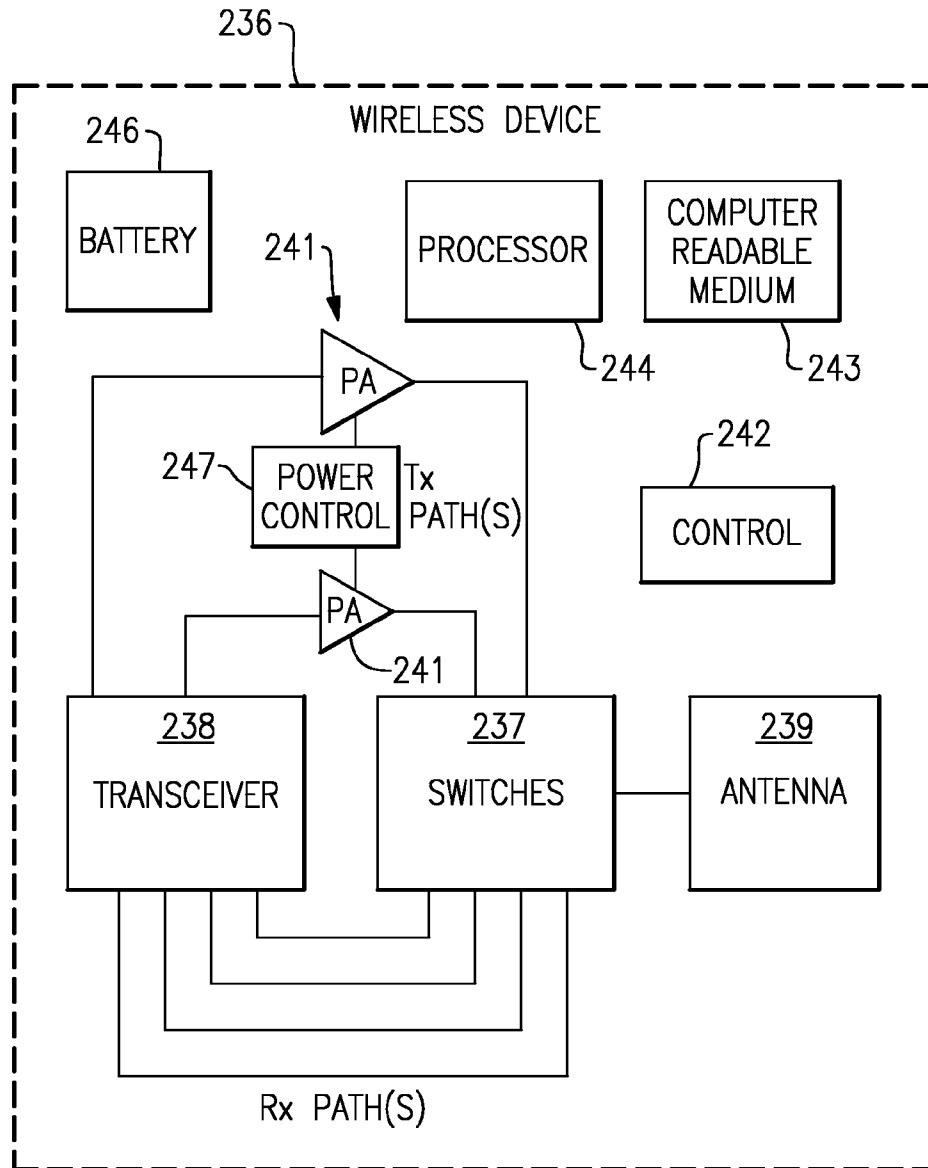 236
WIRELESS DEVICE
246
BATTERY
PROCESSOR
244
COMPUTER
READABLE
MEDIUM
243
241
PA
247
POWER
CONTROL
Tx
PATH(S)
242
CONTROL
PA
241
238
TRANSCEIVER
237
SWITCHES
239
ANTENNA
Rx PATH(S)